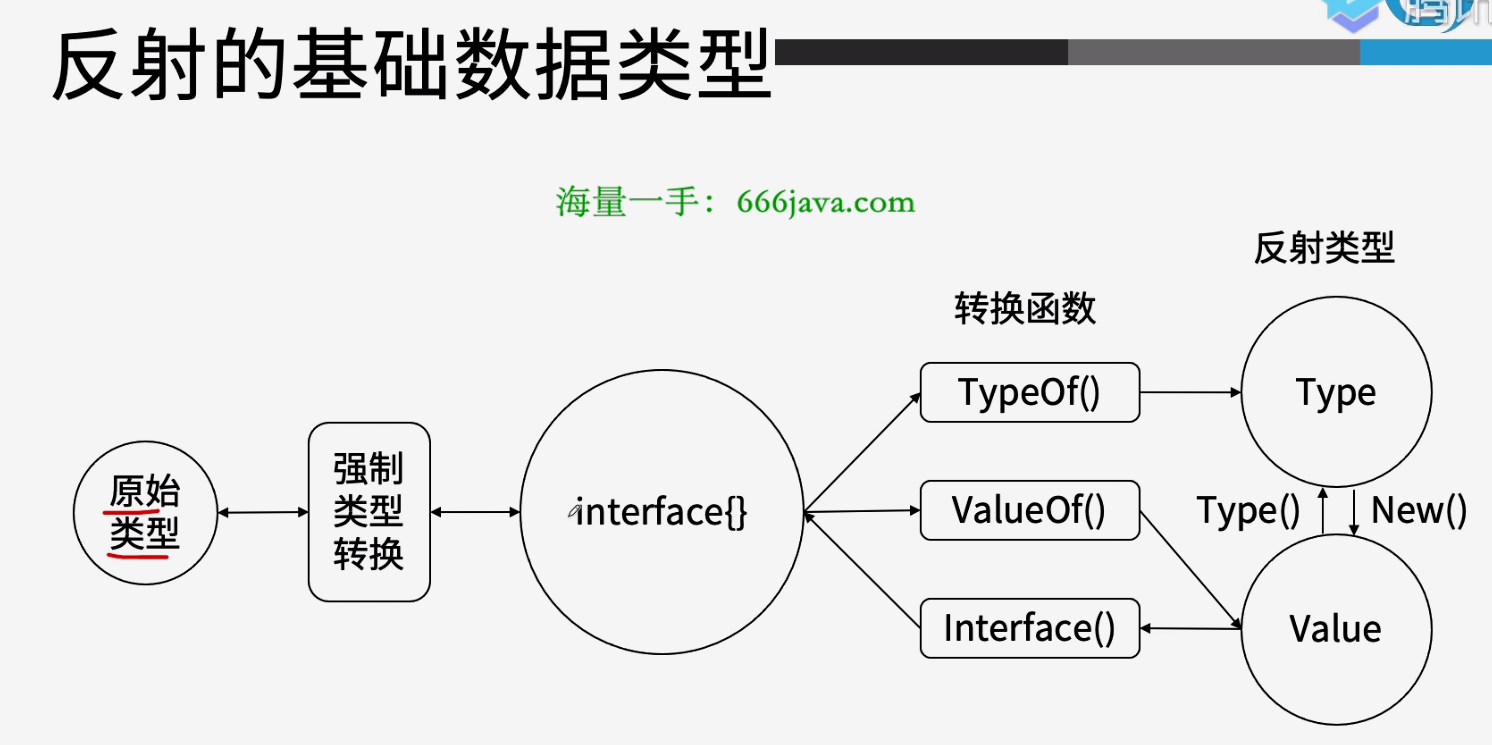 反射的基础数据类型
海量一手：666java.com
反射类型
转换函数
TypeOf()
Type
原始
类型
强制
类型
转换
interface{}
ValueOf()
Type()
New()
Interface()
Value